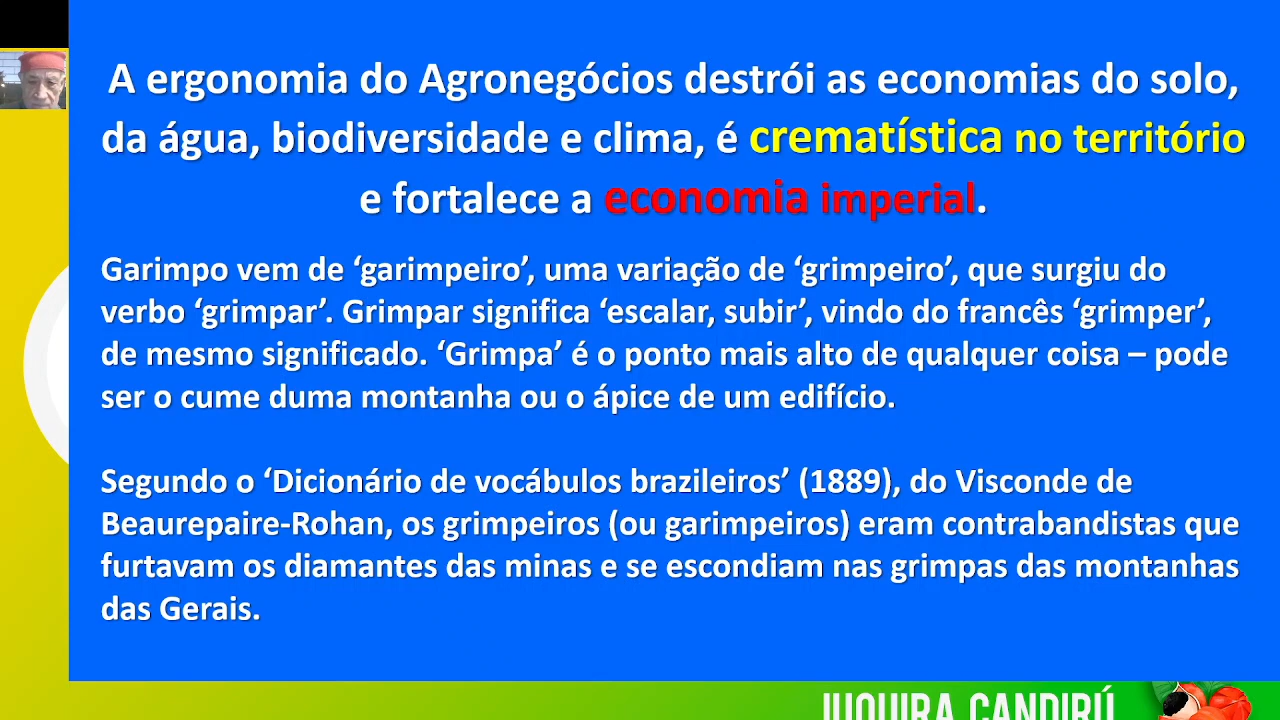 A ergonomia do Agronegócios destrói as economias do solo,
da água, biodiversidade e clima, é crematística no território
e fortalece a economia imperial.
Garimpo vem de ‘garimpeiro’, uma variação de ‘grimpeiro’, que surgiu do
verbo ‘grimpar’. Grimpar significa ‘escalar, subir’, vindo do francês ‘grimper’,
de mesmo significado. ‘Grimpa’ é o ponto mais alto de qualquer coisa – pode
ser o cume duma montanha ou o ápice de um edifício.
Segundo o ‘Dicionário de vocábulos brazileiros’ (1889), do Visconde de
Beaurepaire-Rohan, os grimpeiros (ou garimpeiros) eram contrabandistas que
furtavam os diamantes das minas e se escondiam nas grimpas das montanhas
das Gerais.
JUQUIRA CANDIRÚ